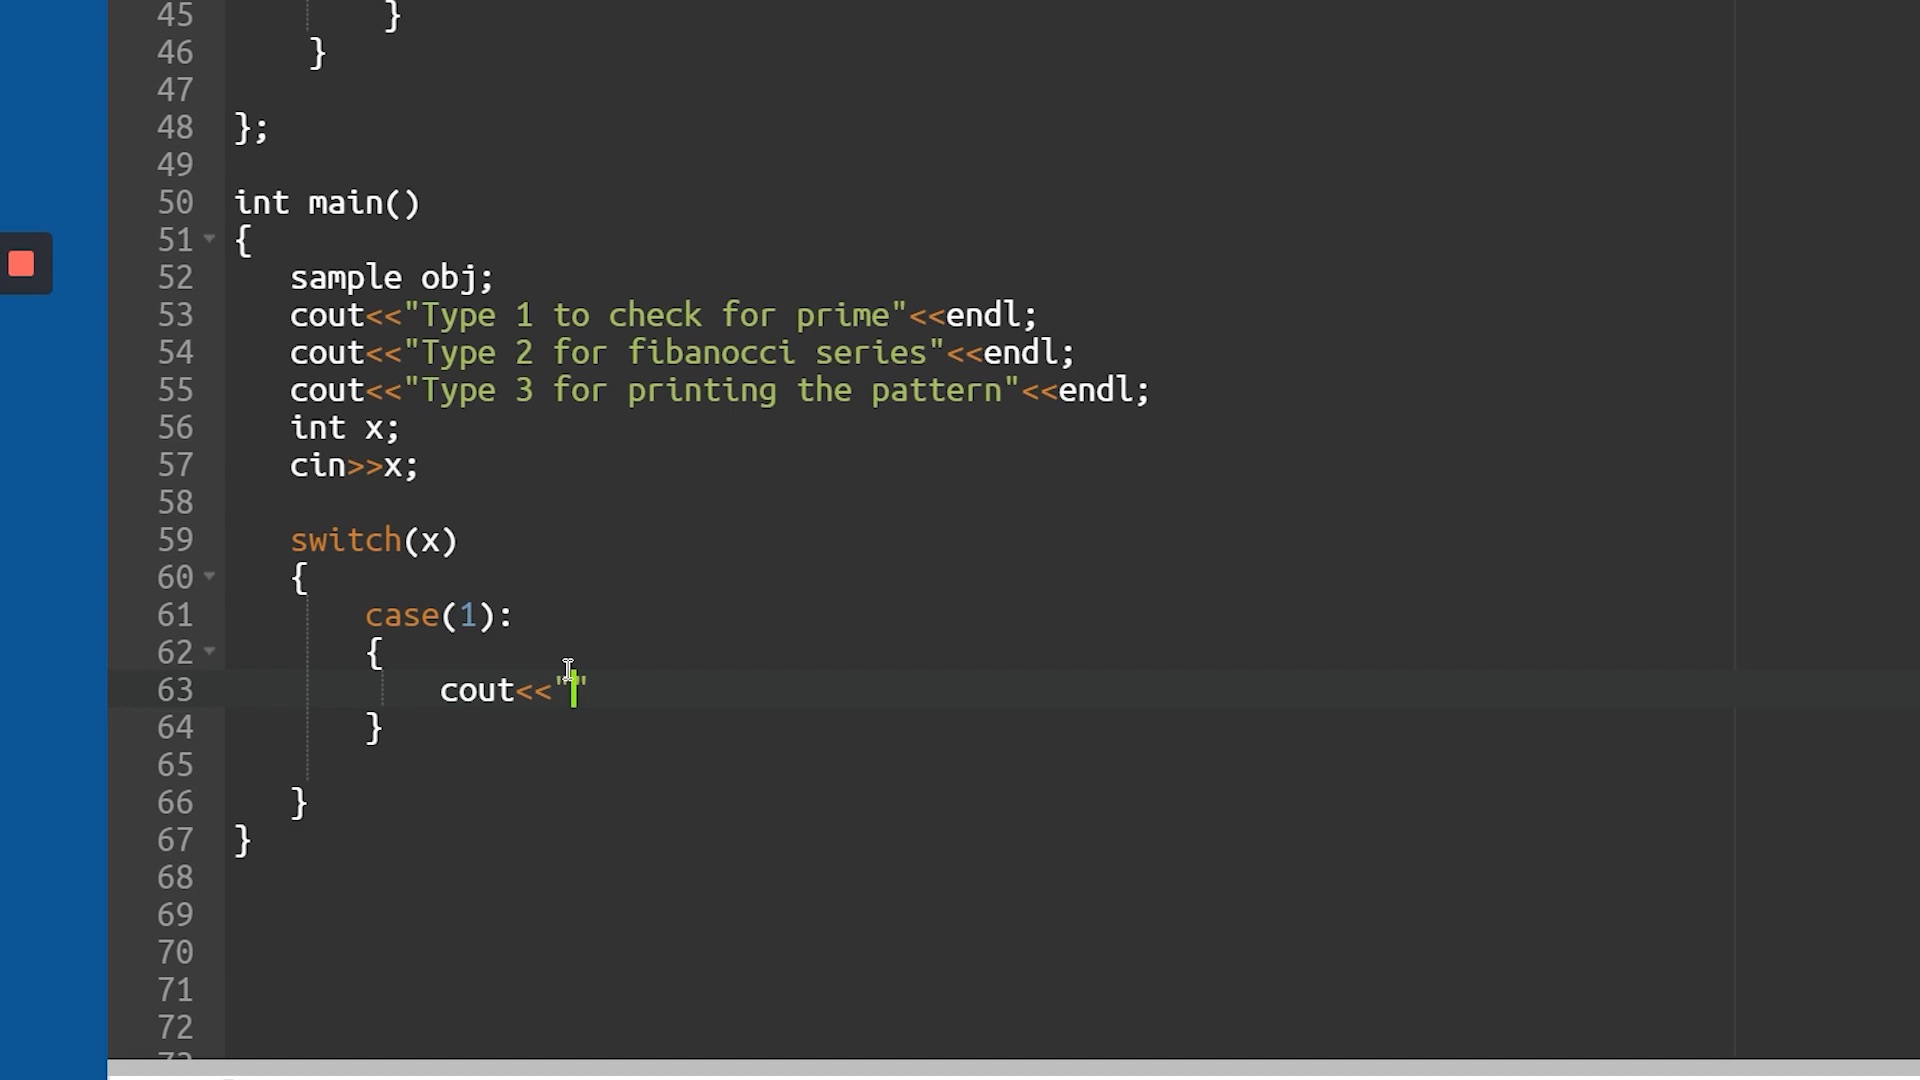 45 }
46 }
47
48 };
49
50 int main()
51 {
52 sample obj;
53 cout<<"Type 1 to check for prime"<<endl;
54 cout<<"Type 2 for fibanocci series"<<endl;
55 cout<<"Type 3 for printing the pattern"<<endl;
56 int x;
57 cin>>x;
58
59 switch(x)
60 {
61 case(1):
62 {
63 cout<<""
64 }
65
66 }
67 }
68
69
70
71
72